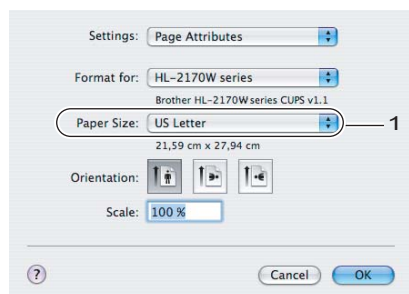 Settings: Page Attributes
Format for: HL-2170W series
Brother HL-2170W series CUPS v1.1
Paper Size: US Letter 1
21,59 cm x 27,94 cm
Orientation:
Scale: 100 %
? Cancel OK